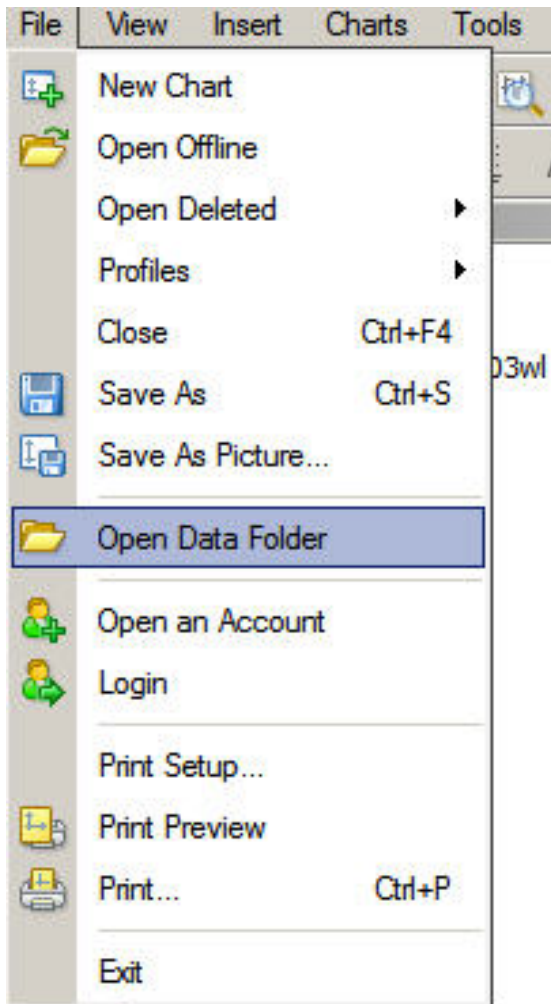 File View Insert Charts Tools
New Chart
Open Offline
Open Deleted
Profiles
Close Ctrl+F4
03wl
Save As Ctrl+S
Save As Picture...
Open Data Folder
Open an Account
Login
Print Setup...
Print Preview
Print... Ctrl+P
Exit